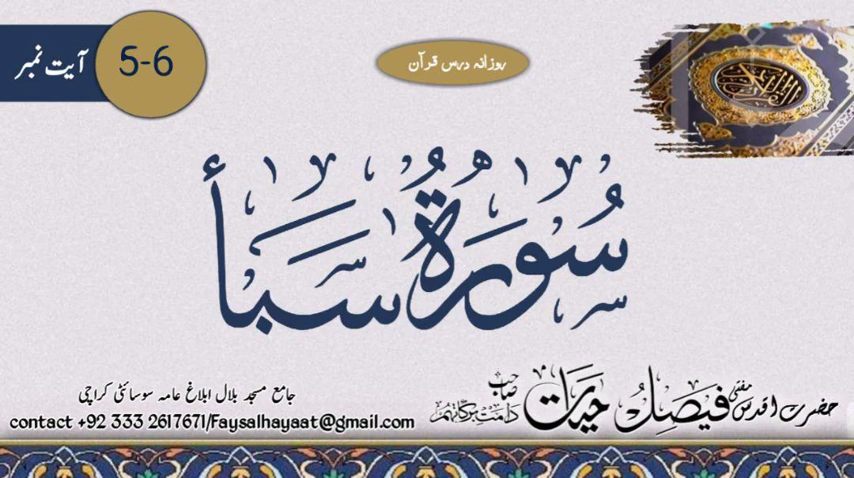 آیت نمبر 5-6
روزانہ درس قرآن
سُورَةُ سَبَأ
حضرت اقدس مفتی فیصل حیات صاحب دامت برکاتہم
جامع مسجد بلال ابلاغ عامہ سوسائٹی کراچی
contact +92 333 2617671/Faysalhayaat@gmail.com